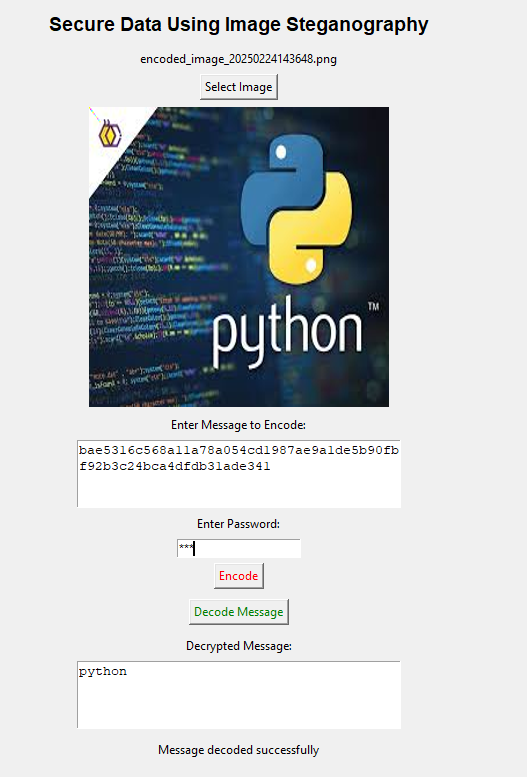 Secure Data Using Image Steganography
encoded_image_20250224143648.png
Select Image
python™
Enter Message to Encode:
bae5316c568a11a78a054cd1987ae9a1de5b90fb
f92b3c24bca4dfdb31ade341
Enter Password:
***
Encode
Decode Message
Decrypted Message:
python
Message decoded successfully